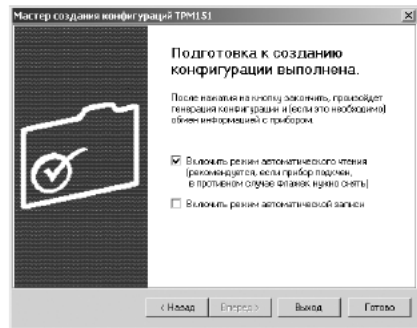 Мастер создания конфигураций ТРМ151
Подготовка к созданию
конфигурации выполнена.
После нажатия на кнопку закончить, произойдет
генерация конфигурации и (если это необходимо)
обмен информацией с прибором.
Включить режим автоматического чтения
(рекомендуется, если прибор подключен,
в противном случае флажок нужно снять)
Включить режим автоматической записи
< Назад Вперед > Выход Готово